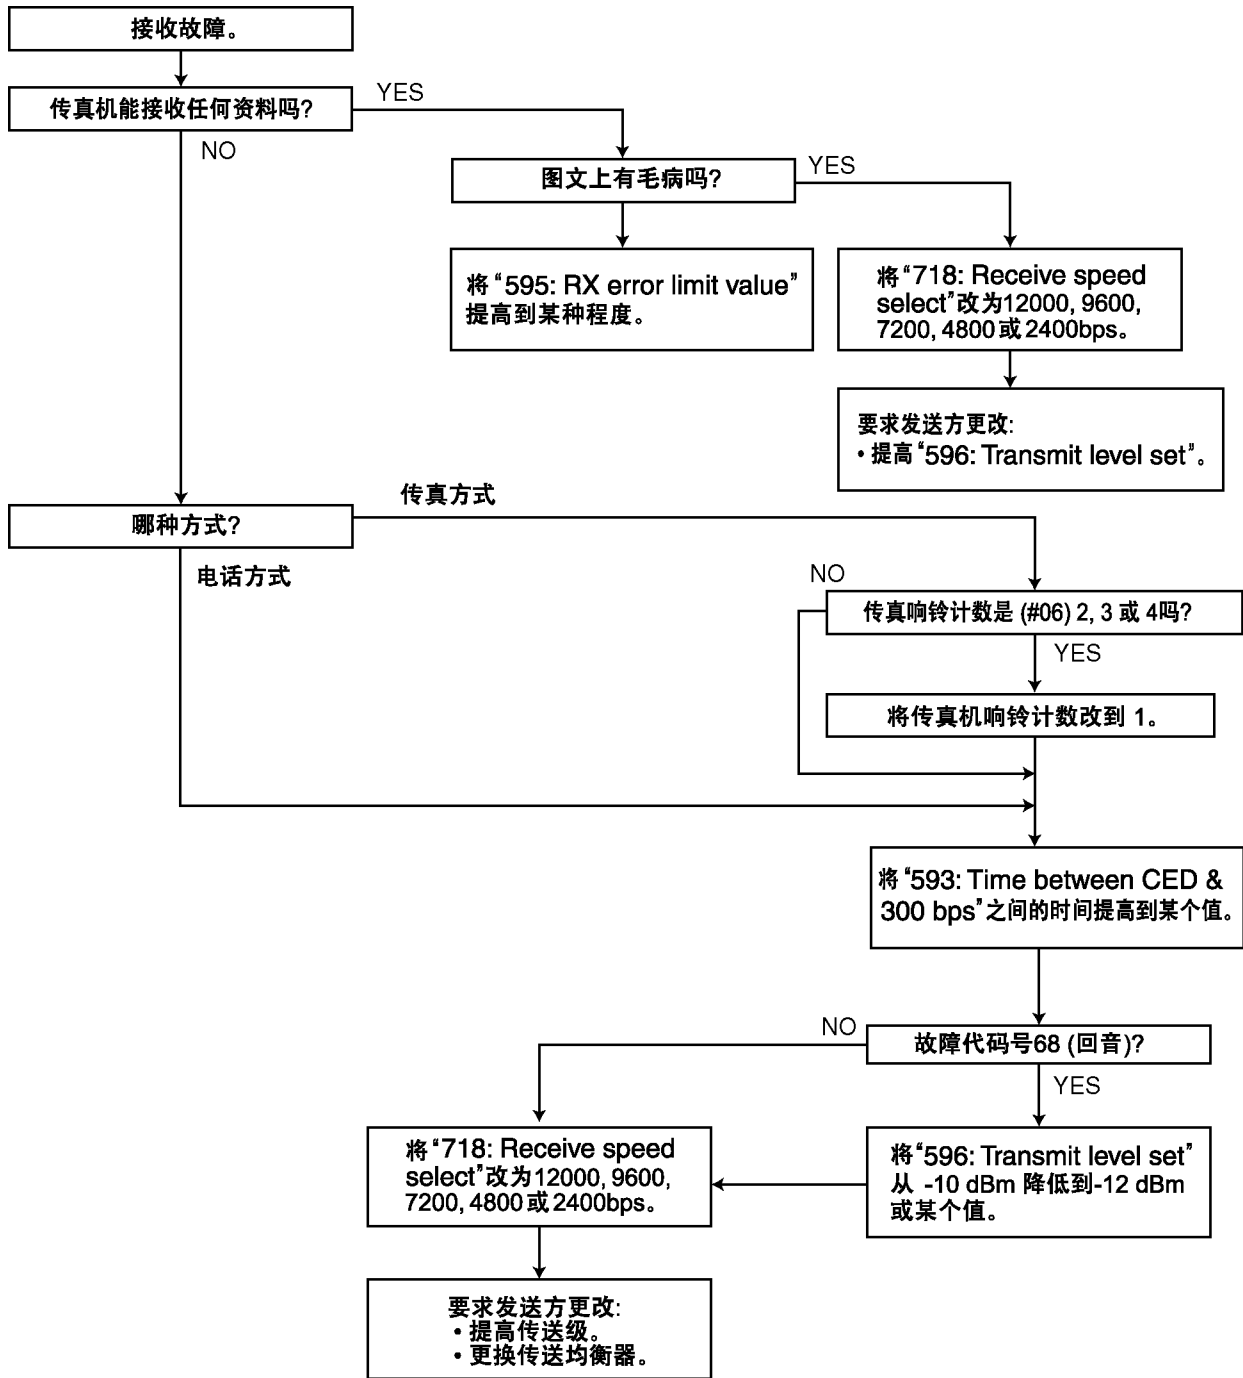 接收故障。
传真机能接收任何资料吗?
YES
NO
图文上有毛病吗?
YES
将“595: RX error limit value”
提高到某种程度。
将“718: Receive speed
select”改为12000, 9600,
7200, 4800或2400bps。
要求发送方更改:
• 提高“596: Transmit level set”。
传真方式
哪种方式?
电话方式
NO
传真响铃计数是 (#06) 2, 3 或 4吗?
YES
将传真机响铃计数改到 1。
将“593: Time between CED &
300 bps”之间的时间提高到某个值。
NO
故障代码号68 (回音)?
YES
将“718: Receive speed
select”改为12000, 9600,
7200, 4800或2400bps。
将“596: Transmit level set”
从 -10 dBm 降低到-12 dBm
或某个值。
要求发送方更改:
• 提高传送级。
• 更换传送均衡器。